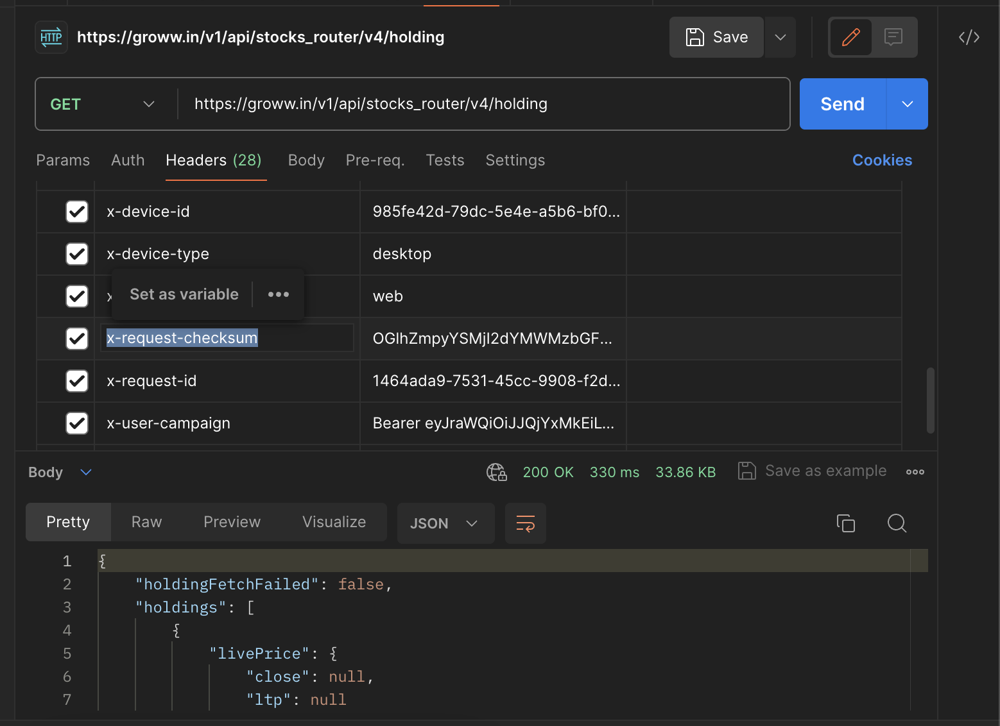 HTTP https://groww.in/v1/api/stocks_router/v4/holding Save </>
GET https://groww.in/v1/api/stocks_router/v4/holding Send
Params Auth Headers (28) Body Pre-req. Tests Settings Cookies
x-device-id 985fe42d-79dc-5e4e-a5b6-bf0...
x-device-type desktop
Set as variable ••• web
x-request-checksum OGlhZmpyYSMjI2dYMWMzbGF...
x-request-id 1464ada9-7531-45cc-9908-f2d...
x-user-campaign Bearer eyJraWQiOiJJQjYxMkEiL...
Body 200 OK 330 ms 33.86 KB Save as example
Pretty Raw Preview Visualize JSON
1 {
2 "holdingFetchFailed": false,
3 "holdings": [
4 {
5 "livePrice": {
6 "close": null,
7 "ltp": null